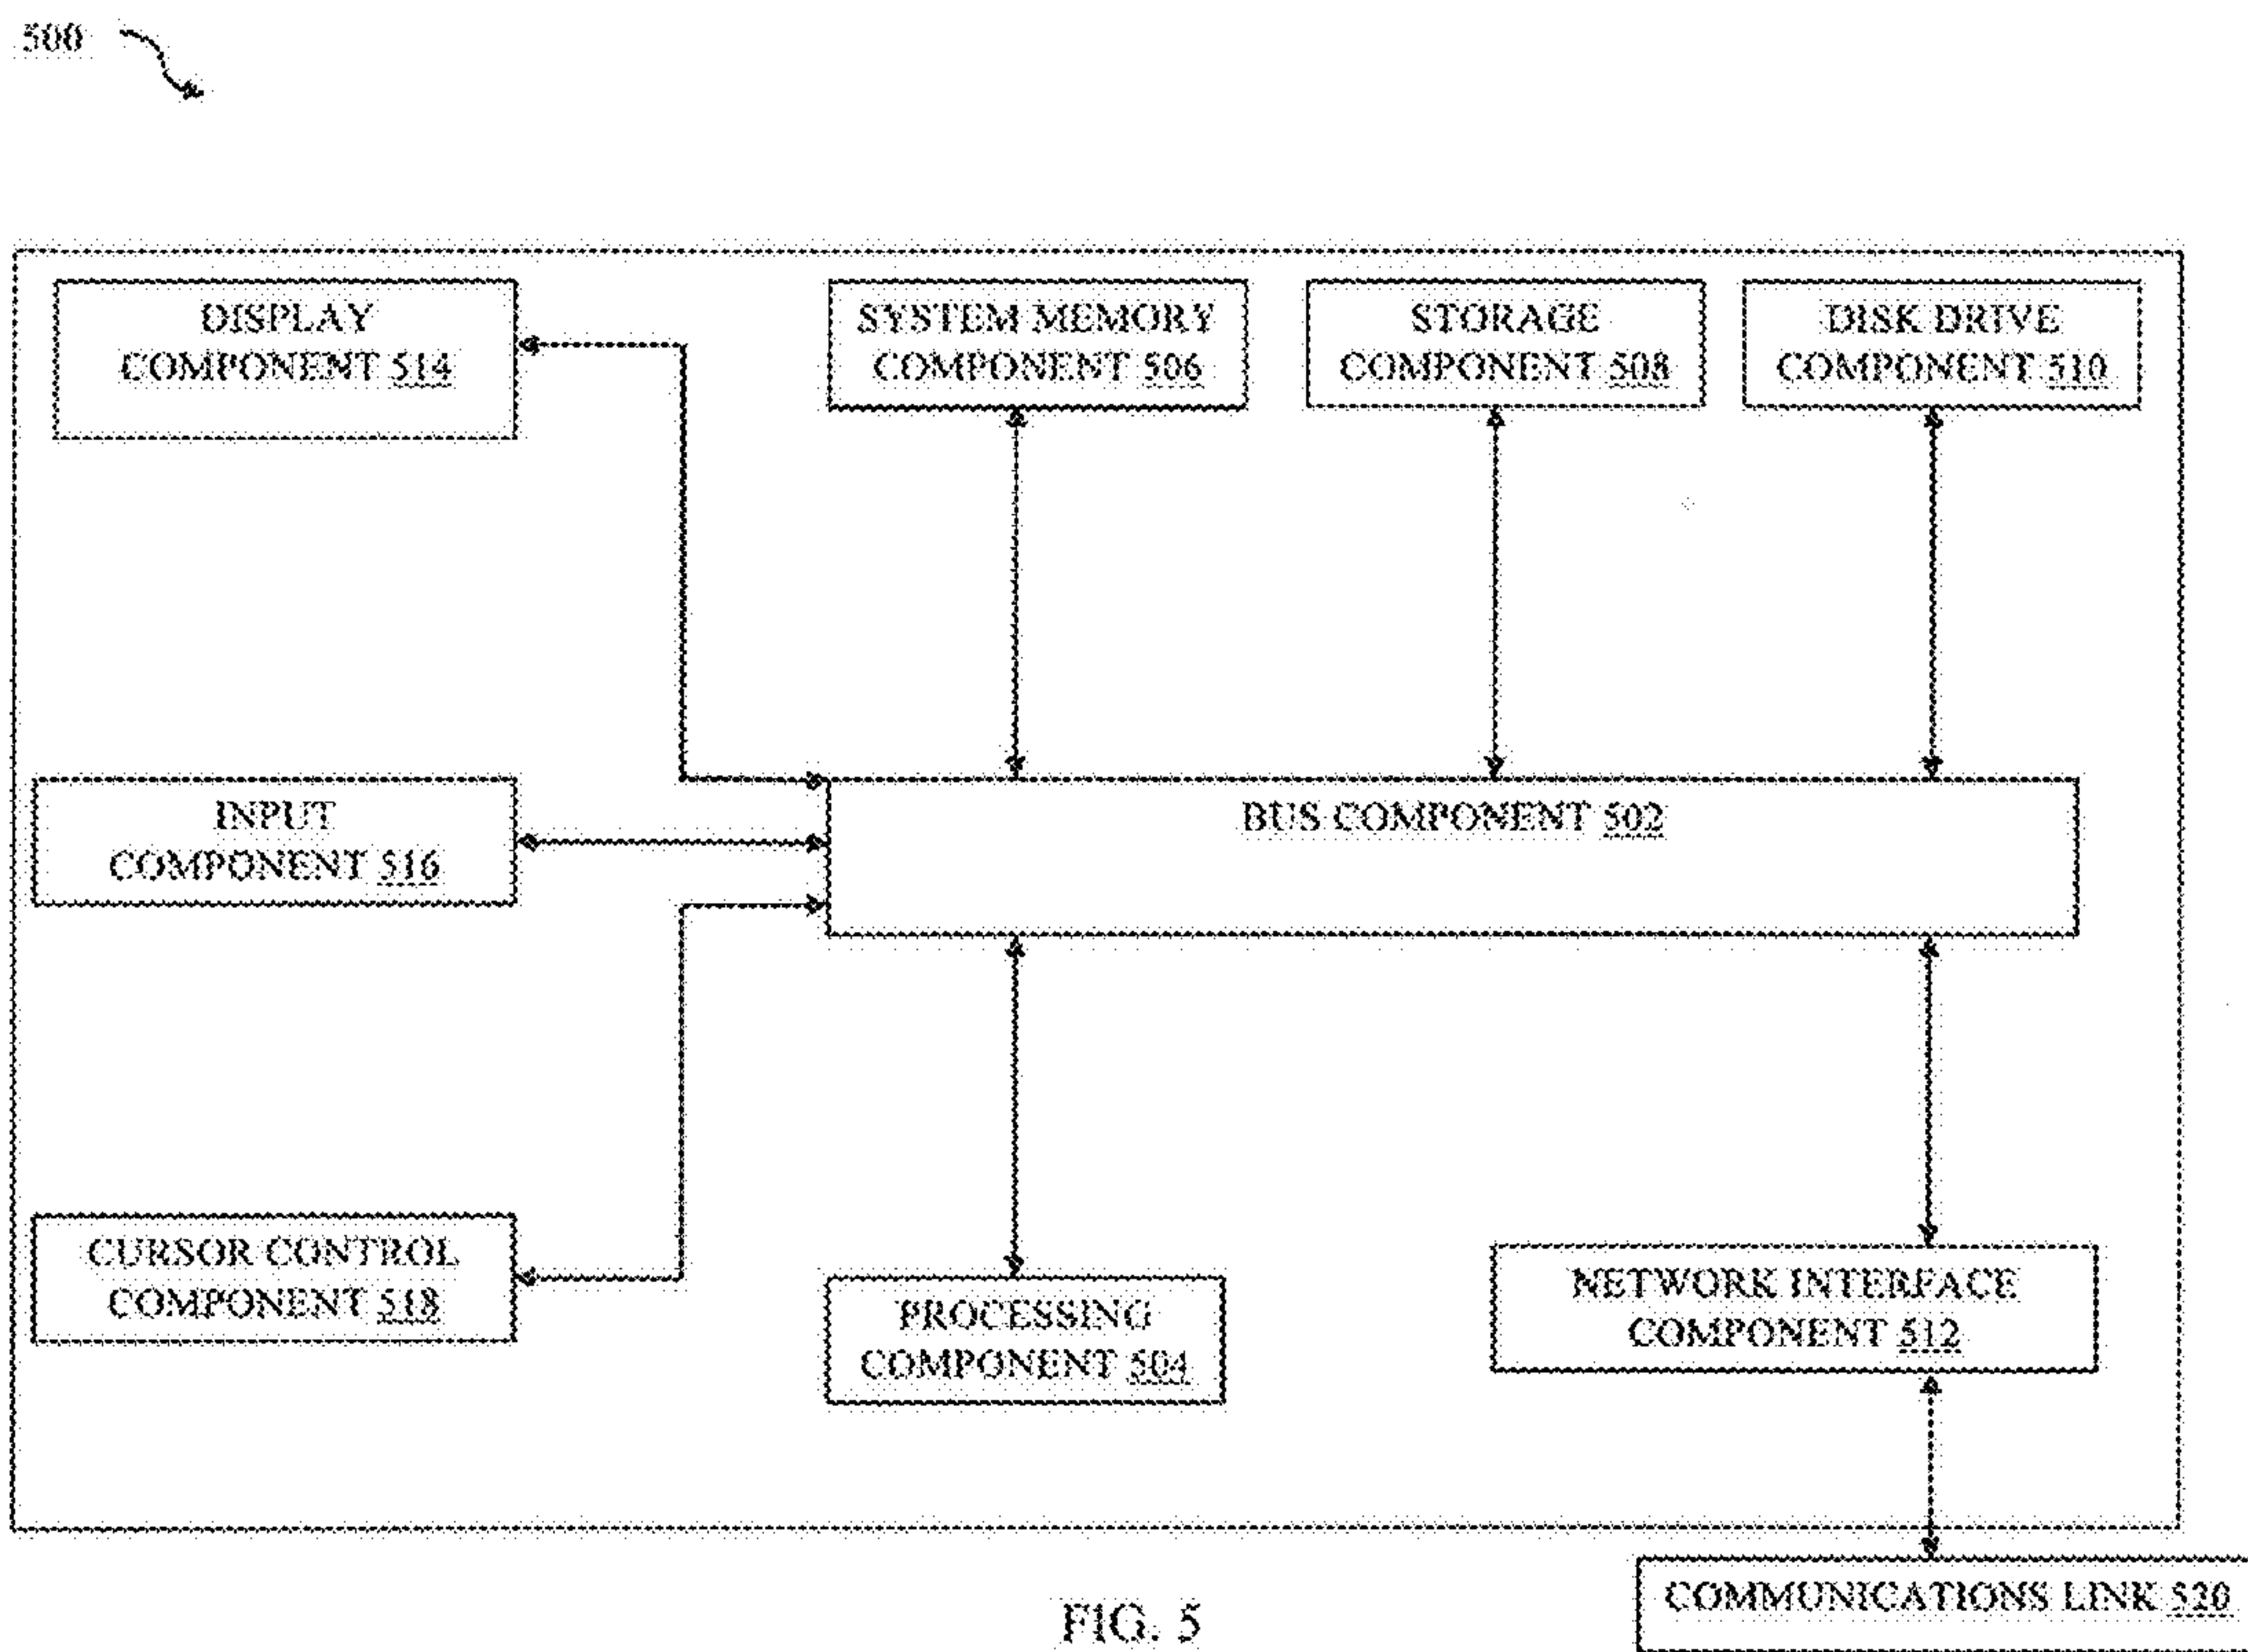 500
DISPLAY
COMPONENT 514
SYSTEM MEMORY
COMPONENT 506
STORAGE
COMPONENT 508
DISK DRIVE
COMPONENT 510
INPUT
COMPONENT 516
BUS COMPONENT 502
CURSOR CONTROL
COMPONENT 518
PROCESSING
COMPONENT 504
NETWORK INTERFACE
COMPONENT 512
COMMUNICATIONS LINK 520
FIG. 5